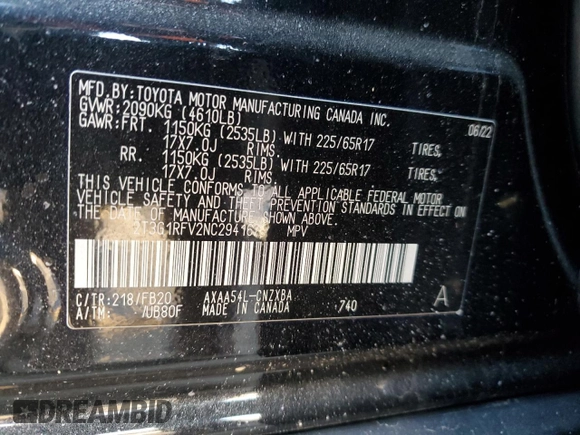 MFD. BY: TOYOTA MOTOR MANUFACTURING CANADA INC.
GVWR: 2090KG (4610LB) 06/22
GAWR: FRT. 1150KG (2535LB) WITH 225/65R17 TIRES,
17X7.0J RIMS.
RR. 1150KG (2535LB) WITH 225/65R17 TIRES,
17X7.0J RIMS.
THIS VEHICLE CONFORMS TO ALL APPLICABLE FEDERAL MOTOR
VEHICLE SAFETY AND THEFT PREVENTION STANDARDS IN EFFECT ON
THE DATE OF MANUFACTURE SHOWN ABOVE.
MPV
C/TR: 218/FB20 AXAA54L-CNZXBA
A/TM: /UB80F MADE IN CANADA 740 A
DREAMBID